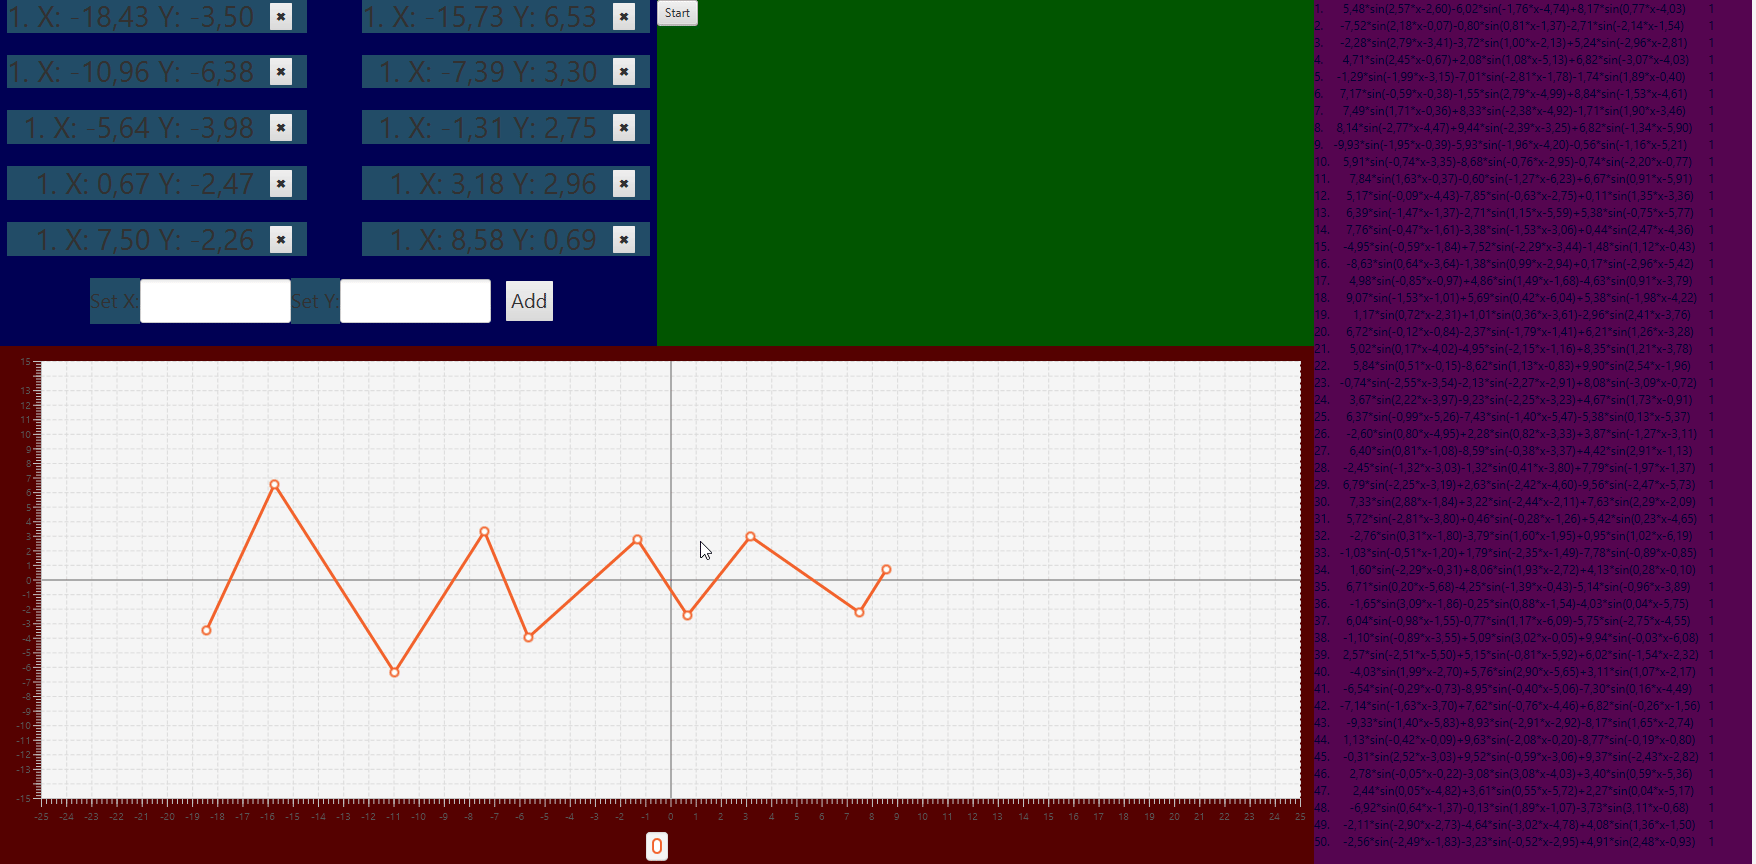 1. X: -18,43 Y: -3,50 ✖ 1. X: -15,73 Y: 6,53 ✖
1. X: -10,96 Y: -6,38 ✖ 1. X: -7,39 Y: 3,30 ✖
1. X: -5,64 Y: -3,98 ✖ 1. X: -1,31 Y: 2,75 ✖
1. X: 0,67 Y: -2,47 ✖ 1. X: 3,18 Y: 2,96 ✖
1. X: 7,50 Y: -2,26 ✖ 1. X: 8,58 Y: 0,69 ✖
Set X: Set Y: Add
Start
15
13
12
11
10
9
8
7
6
5
4
3
2
1
0
-1
-2
-3
-4
-5
-6
-7
-8
-9
-10
-11
-12
-13
-15
-25 -24 -23 -22 -21 -20 -19 -18 -17 -16 -15 -14 -13 -12 -11 -10 -9 -8 -7 -6 -5 -4 -3 -2 -1 0 1 2 3 4 5 6 7 8 9 10 11 12 13 14 15 16 17 18 19 20 21 22 23 24 25
0
1. 5,48*sin(2,57*x-2,60)-6,02*sin(-1,76*x-4,74)+8,17*sin(0,77*x-4,03) 1
2. -7,52*sin(2,18*x-0,07)-0,80*sin(0,81*x-1,37)-2,71*sin(-2,14*x-1,54) 1
3. -2,28*sin(2,79*x-3,41)-3,72*sin(1,00*x-2,13)+5,24*sin(-2,96*x-2,81) 1
4. 4,71*sin(2,45*x-0,67)+2,08*sin(1,08*x-5,13)+6,82*sin(-3,07*x-4,03) 1
5. -1,29*sin(-1,99*x-3,15)-7,01*sin(-2,81*x-1,78)-1,74*sin(1,89*x-0,40) 1
6. 7,17*sin(-0,59*x-0,38)-1,55*sin(2,79*x-4,99)+8,84*sin(-1,53*x-4,61) 1
7. 7,49*sin(1,71*x-0,36)+8,33*sin(-2,38*x-4,92)-1,71*sin(1,90*x-3,46) 1
8. 8,14*sin(-2,77*x-4,47)+9,44*sin(-2,39*x-3,25)+6,82*sin(-1,34*x-5,90) 1
9. -9,93*sin(-1,95*x-0,39)-5,93*sin(-1,96*x-4,20)-0,56*sin(-1,16*x-5,21) 1
10. 5,91*sin(-0,74*x-3,35)-8,68*sin(-0,76*x-2,95)-0,74*sin(-2,20*x-0,77) 1
11. 7,84*sin(1,63*x-0,37)-0,60*sin(-1,27*x-6,23)+6,67*sin(0,91*x-5,91) 1
12. 5,17*sin(-0,09*x-4,43)-7,85*sin(-0,63*x-2,75)+0,11*sin(1,35*x-3,36) 1
13. 6,39*sin(-1,47*x-1,37)-2,71*sin(1,15*x-5,59)+5,38*sin(-0,75*x-5,77) 1
14. 7,76*sin(-0,47*x-1,61)-3,38*sin(-1,53*x-3,06)+0,44*sin(2,47*x-4,36) 1
15. -4,95*sin(-0,59*x-1,84)+7,52*sin(-2,29*x-3,44)-1,48*sin(1,12*x-0,43) 1
16. -8,63*sin(0,64*x-3,64)-1,38*sin(0,99*x-2,94)+0,17*sin(-2,96*x-5,42) 1
17. 4,98*sin(-0,85*x-0,97)+4,86*sin(1,49*x-1,68)-4,63*sin(0,91*x-3,79) 1
18. 9,07*sin(-1,53*x-1,01)+5,69*sin(0,42*x-6,04)+5,38*sin(-1,98*x-4,22) 1
19. 1,17*sin(0,72*x-2,31)+1,01*sin(0,36*x-3,61)-2,96*sin(2,41*x-3,76) 1
20. 6,72*sin(-0,12*x-0,84)-2,37*sin(-1,79*x-1,41)+6,21*sin(1,26*x-3,28) 1
21. 5,02*sin(0,17*x-4,02)-4,95*sin(-2,15*x-1,16)+8,35*sin(1,21*x-3,78) 1
22. 5,84*sin(0,51*x-0,15)-8,62*sin(1,13*x-0,83)+9,90*sin(2,54*x-1,96) 1
23. -0,74*sin(-2,55*x-3,54)-2,13*sin(-2,27*x-2,91)+8,08*sin(-3,09*x-0,72) 1
24. 3,67*sin(2,22*x-3,97)-9,23*sin(-2,25*x-3,23)+4,67*sin(1,73*x-0,91) 1
25. 6,37*sin(-0,99*x-5,26)-7,43*sin(-1,40*x-5,47)-5,38*sin(0,13*x-5,37) 1
26. -2,60*sin(0,80*x-4,95)+2,28*sin(0,82*x-3,33)+3,87*sin(-1,27*x-3,11) 1
27. 6,40*sin(0,81*x-1,08)-8,59*sin(-0,38*x-3,37)+4,42*sin(2,91*x-1,13) 1
28. -2,45*sin(-1,32*x-3,03)-1,32*sin(0,41*x-3,80)+7,79*sin(-1,97*x-1,37) 1
29. 6,79*sin(-2,25*x-3,19)+2,63*sin(-2,42*x-4,60)-9,56*sin(-2,47*x-5,73) 1
30. 7,33*sin(2,88*x-1,84)+3,22*sin(-2,44*x-2,11)+7,63*sin(2,29*x-2,09) 1
31. 5,72*sin(-2,81*x-3,80)+0,46*sin(-0,28*x-1,26)+5,42*sin(0,23*x-4,65) 1
32. -2,76*sin(0,31*x-1,80)-3,79*sin(1,60*x-1,95)+0,95*sin(1,02*x-6,19) 1
33. -1,03*sin(-0,51*x-1,20)+1,79*sin(-2,35*x-1,49)-7,78*sin(-0,89*x-0,85) 1
34. 1,60*sin(-2,29*x-0,31)+8,06*sin(1,93*x-2,72)+4,13*sin(0,28*x-0,10) 1
35. 6,71*sin(0,20*x-5,68)-4,25*sin(-1,39*x-0,43)-5,14*sin(-0,96*x-3,89) 1
36. -1,65*sin(3,09*x-1,86)-0,25*sin(0,88*x-1,54)-4,03*sin(0,04*x-5,75) 1
37. 6,04*sin(-0,98*x-1,55)-0,77*sin(1,17*x-6,09)-5,75*sin(-2,75*x-4,55) 1
38. -1,10*sin(-0,89*x-3,55)+5,09*sin(3,02*x-0,05)+9,94*sin(-0,03*x-6,08) 1
39. 2,57*sin(-2,51*x-5,50)+5,15*sin(-0,81*x-5,92)+6,02*sin(-1,54*x-2,32) 1
40. -4,03*sin(1,99*x-2,70)+5,76*sin(2,90*x-5,65)+3,11*sin(1,07*x-2,17) 1
41. -6,54*sin(-0,29*x-0,73)-8,95*sin(-0,40*x-5,06)-7,30*sin(0,16*x-4,49) 1
42. -7,14*sin(-1,63*x-3,70)+7,62*sin(-0,76*x-4,46)+6,82*sin(-0,26*x-1,56) 1
43. -9,33*sin(1,40*x-5,83)+8,93*sin(-2,91*x-2,92)-8,17*sin(1,65*x-2,74) 1
44. 1,13*sin(-0,42*x-0,09)+9,63*sin(-2,08*x-0,20)-8,77*sin(-0,19*x-0,80) 1
45. -0,31*sin(2,52*x-3,03)+9,52*sin(-0,59*x-3,06)+9,37*sin(-2,43*x-2,82) 1
46. 2,78*sin(-0,05*x-0,22)-3,08*sin(3,08*x-4,03)+3,40*sin(0,59*x-5,36) 1
47. 2,44*sin(0,05*x-4,82)+3,61*sin(0,55*x-5,72)+2,27*sin(0,04*x-5,17) 1
48. -6,92*sin(0,64*x-1,37)-0,13*sin(1,89*x-1,07)-3,73*sin(3,11*x-0,68) 1
49. -2,11*sin(-2,90*x-2,73)-4,64*sin(-3,02*x-4,78)+4,08*sin(1,36*x-1,50) 1
50. -2,56*sin(-2,49*x-1,83)-3,23*sin(-0,52*x-2,95)+4,91*sin(2,48*x-0,93) 1